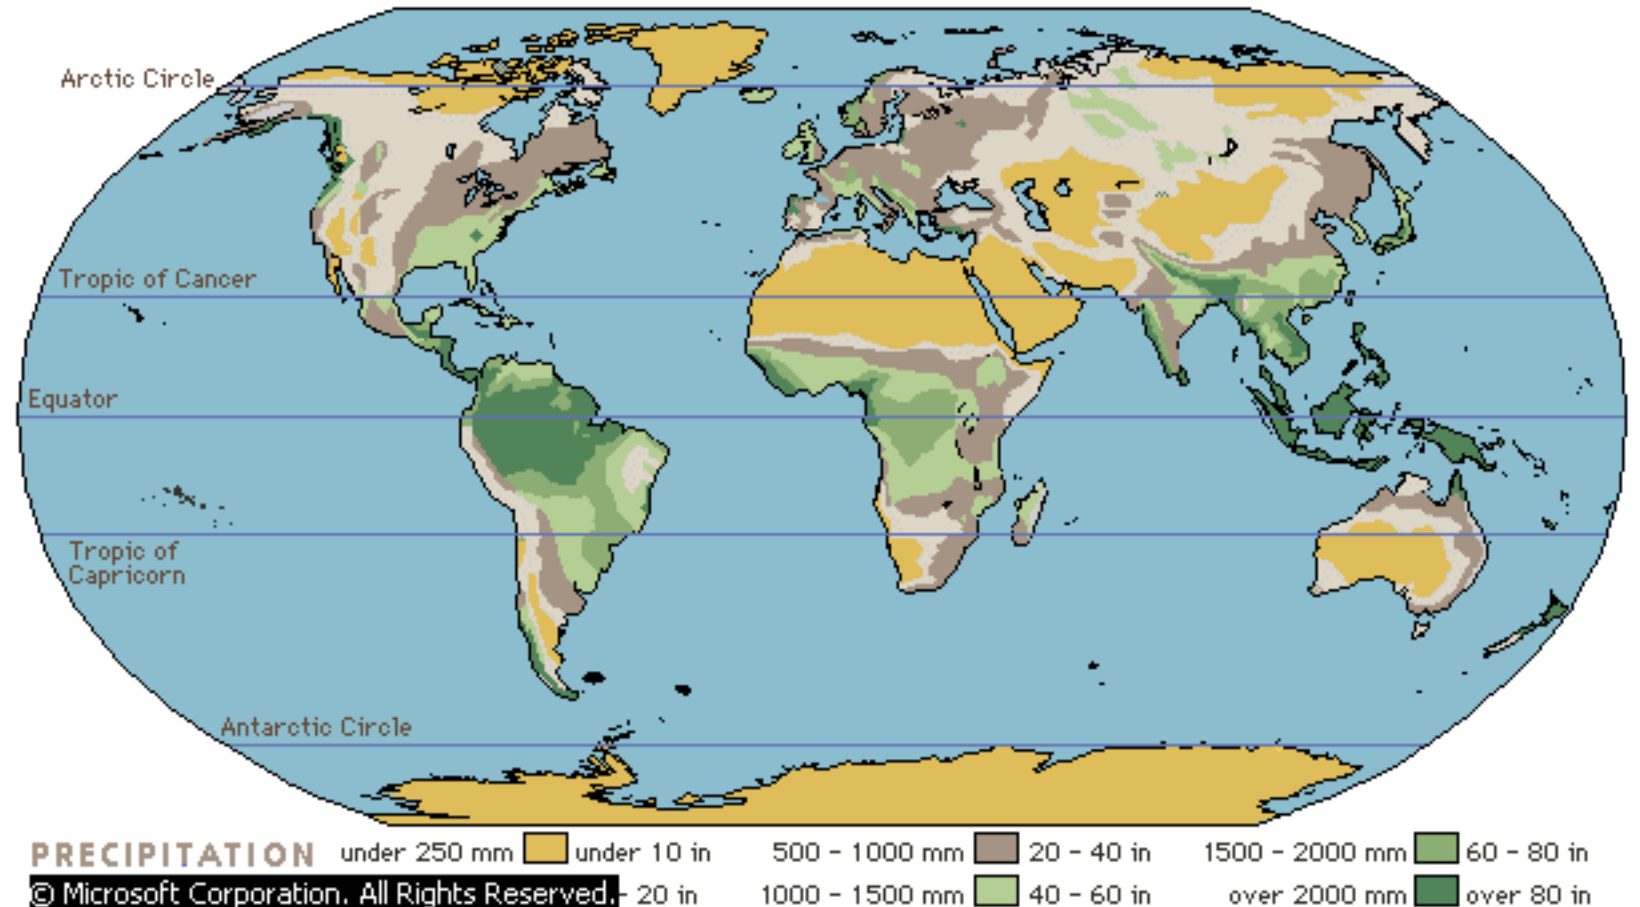 Arctic Circle
Tropic of Cancer
Equator
Tropic of
Capricorn
Antarctic Circle
PRECIPITATION
under 250 mm under 10 in
500 - 1000 mm 20 - 40 in
1500 - 2000 mm 60 - 80 in
© Microsoft Corporation. All Rights Reserved. - 20 in
1000 - 1500 mm 40 - 60 in
over 2000 mm over 80 in